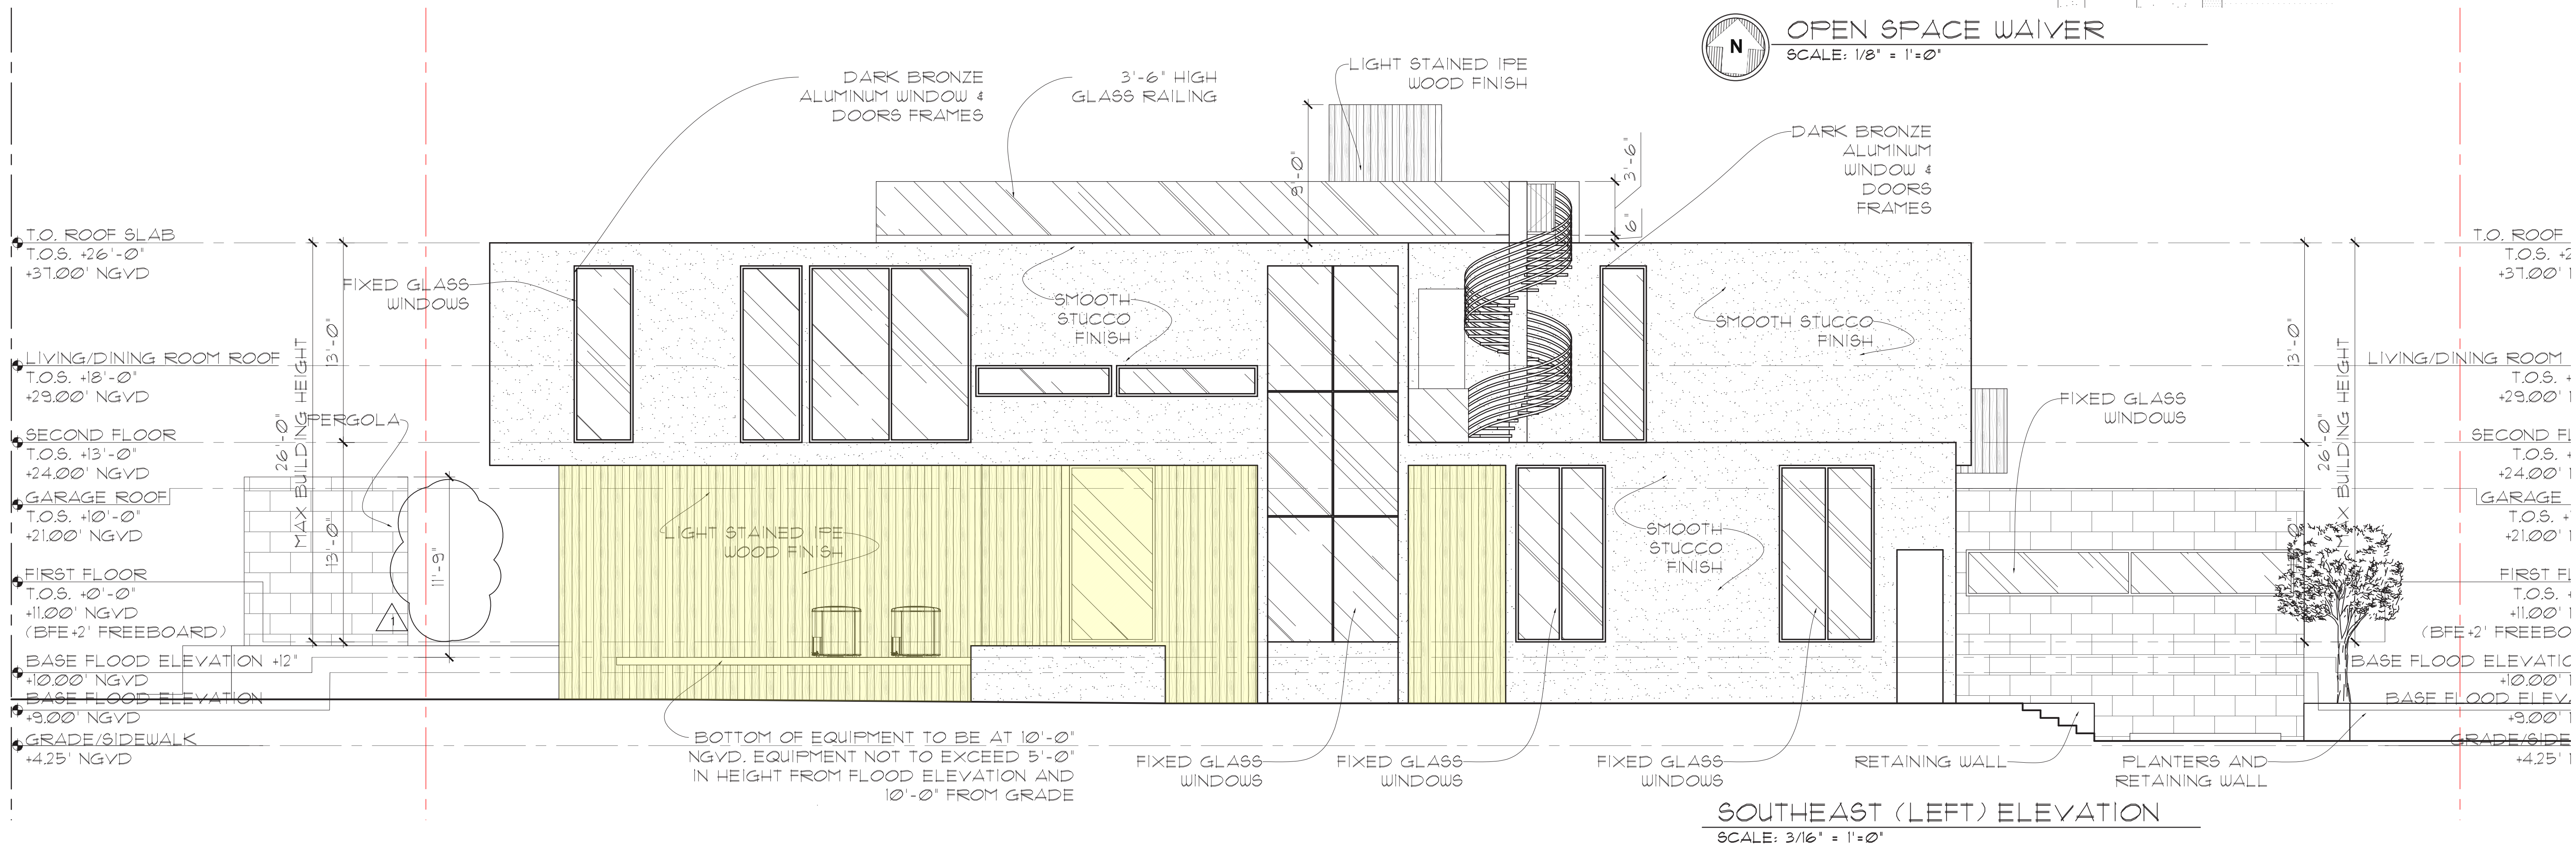 N
OPEN SPACE WAIVER
SCALE: 1/8" = 1'=0"
DARK BRONZE
ALUMINUM WINDOW &
DOORS FRAMES
3'-6" HIGH
GLASS RAILING
LIGHT STAINED IPE
WOOD FINISH
DARK BRONZE
ALUMINUM
WINDOW &
DOORS
FRAMES
9'-0"
3'-6"
6"
T.O. ROOF SLAB
T.O.S. +26'-0"
+37.00' NGVD
FIXED GLASS
WINDOWS
LIVING/DINING ROOM ROOF
T.O.S. +18'-0"
+29.00' NGVD
PERGOLA
SECOND FLOOR
T.O.S. +13'-0"
+24.00' NGVD
GARAGE ROOF
T.O.S. +10'-0"
+21.00' NGVD
FIRST FLOOR
T.O.S. +0'-0"
+11.00' NGVD
(BFE+2' FREEBOARD)
BASE FLOOD ELEVATION +12"
+10.00' NGVD
BASE FLOOD ELEVATION
+9.00' NGVD
GRADE/SIDEWALK
+4.25' NGVD
26'-0"
MAX BUILDING HEIGHT
13'-0"
13'-0"
11'-9"
1
SMOOTH
STUCCO
FINISH
SMOOTH STUCCO
FINISH
LIGHT STAINED IPE
WOOD FINISH
SMOOTH
STUCCO
FINISH
FIXED GLASS
WINDOWS
BOTTOM OF EQUIPMENT TO BE AT 10'-0"
NGVD. EQUIPMENT NOT TO EXCEED 5'-0"
IN HEIGHT FROM FLOOD ELEVATION AND
10'-0" FROM GRADE
FIXED GLASS
WINDOWS
FIXED GLASS
WINDOWS
FIXED GLASS
WINDOWS
RETAINING WALL
PLANTERS AND
RETAINING WALL
13'-0"
26'-0"
MAX BUILDING HEIGHT
T.O. ROOF
T.O.S. +2
+37.00'
LIVING/DINING ROOM
T.O.S. +
+29.00'
SECOND FL
T.O.S. +
+24.00'
GARAGE
T.O.S. +
+21.00'
FIRST FL
T.O.S. +
+11.00'
(BFE+2' FREEBO
BASE FLOOD ELEVATIO
+10.00'
BASE FLOOD ELEV
+9.00'
GRADE/SIDE
+4.25'
SOUTHEAST (LEFT) ELEVATION
SCALE: 3/16" = 1'=0"